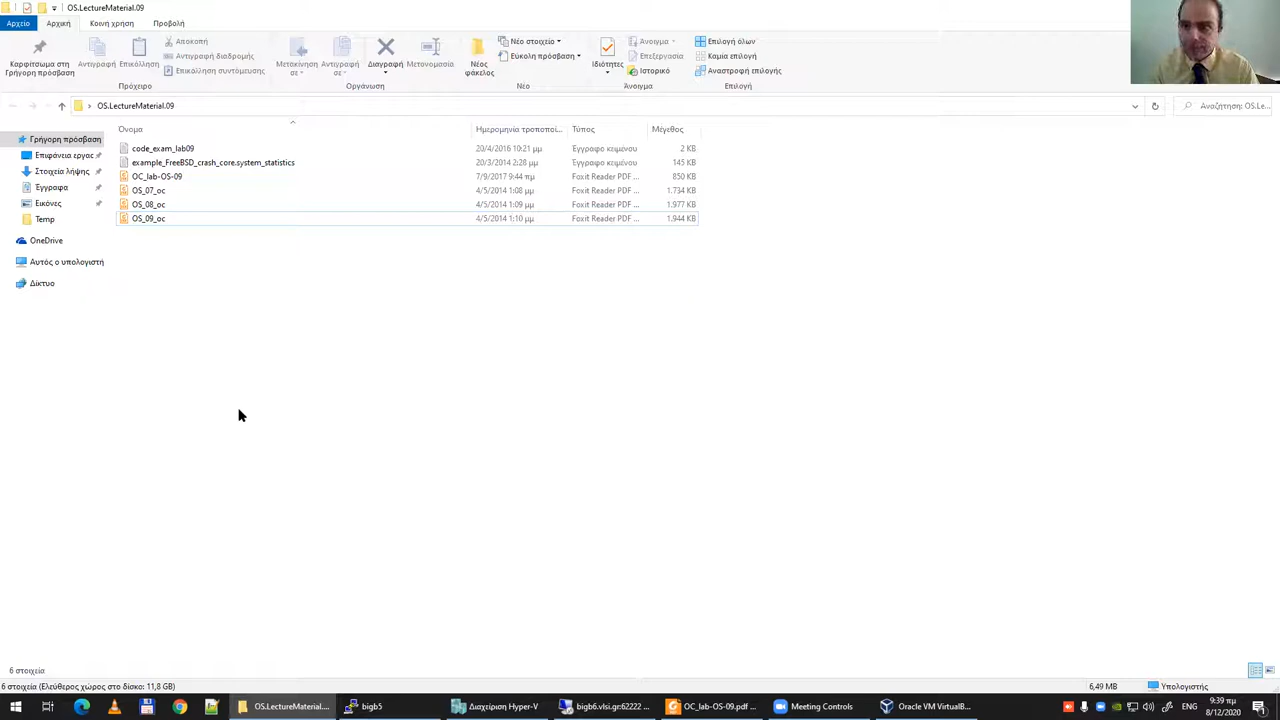 OS.LectureMaterial.09
Αρχείο Αρχική Κοινή χρήση Προβολή
Καρφίτσωμα στη Γρήγορη πρόσβαση
Αντιγραφή
Επικόλληση
Αποκοπή
Αντιγραφή διαδρομής
Επικόλληση συντόμευσης
Πρόχειρο
Μετακίνηση σε
Αντιγραφή σε
Διαγραφή
Μετονομασία
Οργάνωση
Νέος φάκελος
Νέο στοιχείο
Εύκολη πρόσβαση
Νέο
Ιδιότητες
Άνοιγμα
Επεξεργασία
Ιστορικό
Άνοιγμα
Επιλογή όλων
Καμία επιλογή
Αναστροφή επιλογής
Επιλογή
OS.LectureMaterial.09
Αναζήτηση: OS.Le...
Γρήγορη πρόσβαση
Επιφάνεια εργας
Στοιχεία λήψης
Έγγραφα
Εικόνες
Temp
OneDrive
Αυτός ο υπολογιστή
Δίκτυο
Όνομα Ημερομηνία τροποποί... Τύπος Μέγεθος
code_exam_lab09 20/4/2016 10:21 μμ Έγγραφο κειμένου 2 KB
example_FreeBSD_crash_core.system_statistics 20/3/2014 2:28 μμ Έγγραφο κειμένου 145 KB
OC_lab-OS-09 7/9/2017 9:44 πμ Foxit Reader PDF ... 850 KB
OS_07_oc 4/5/2014 1:08 μμ Foxit Reader PDF ... 1.734 KB
OS_08_oc 4/5/2014 1:09 μμ Foxit Reader PDF ... 1.977 KB
OS_09_oc 4/5/2014 1:10 μμ Foxit Reader PDF ... 1.944 KB
6 στοιχεία
6 στοιχεία (Ελεύθερος χώρος στο δίσκο: 11,8 GB) 6,49 MB Υπολογιστής
OS.LectureMaterial.... bigb5 Διαχείριση Hyper-V bigb6.vlsi.gr:62222 ... OC_lab-OS-09.pdf ... Meeting Controls Oracle VM VirtualB... ENG 9:39 πμ
8/12/2020